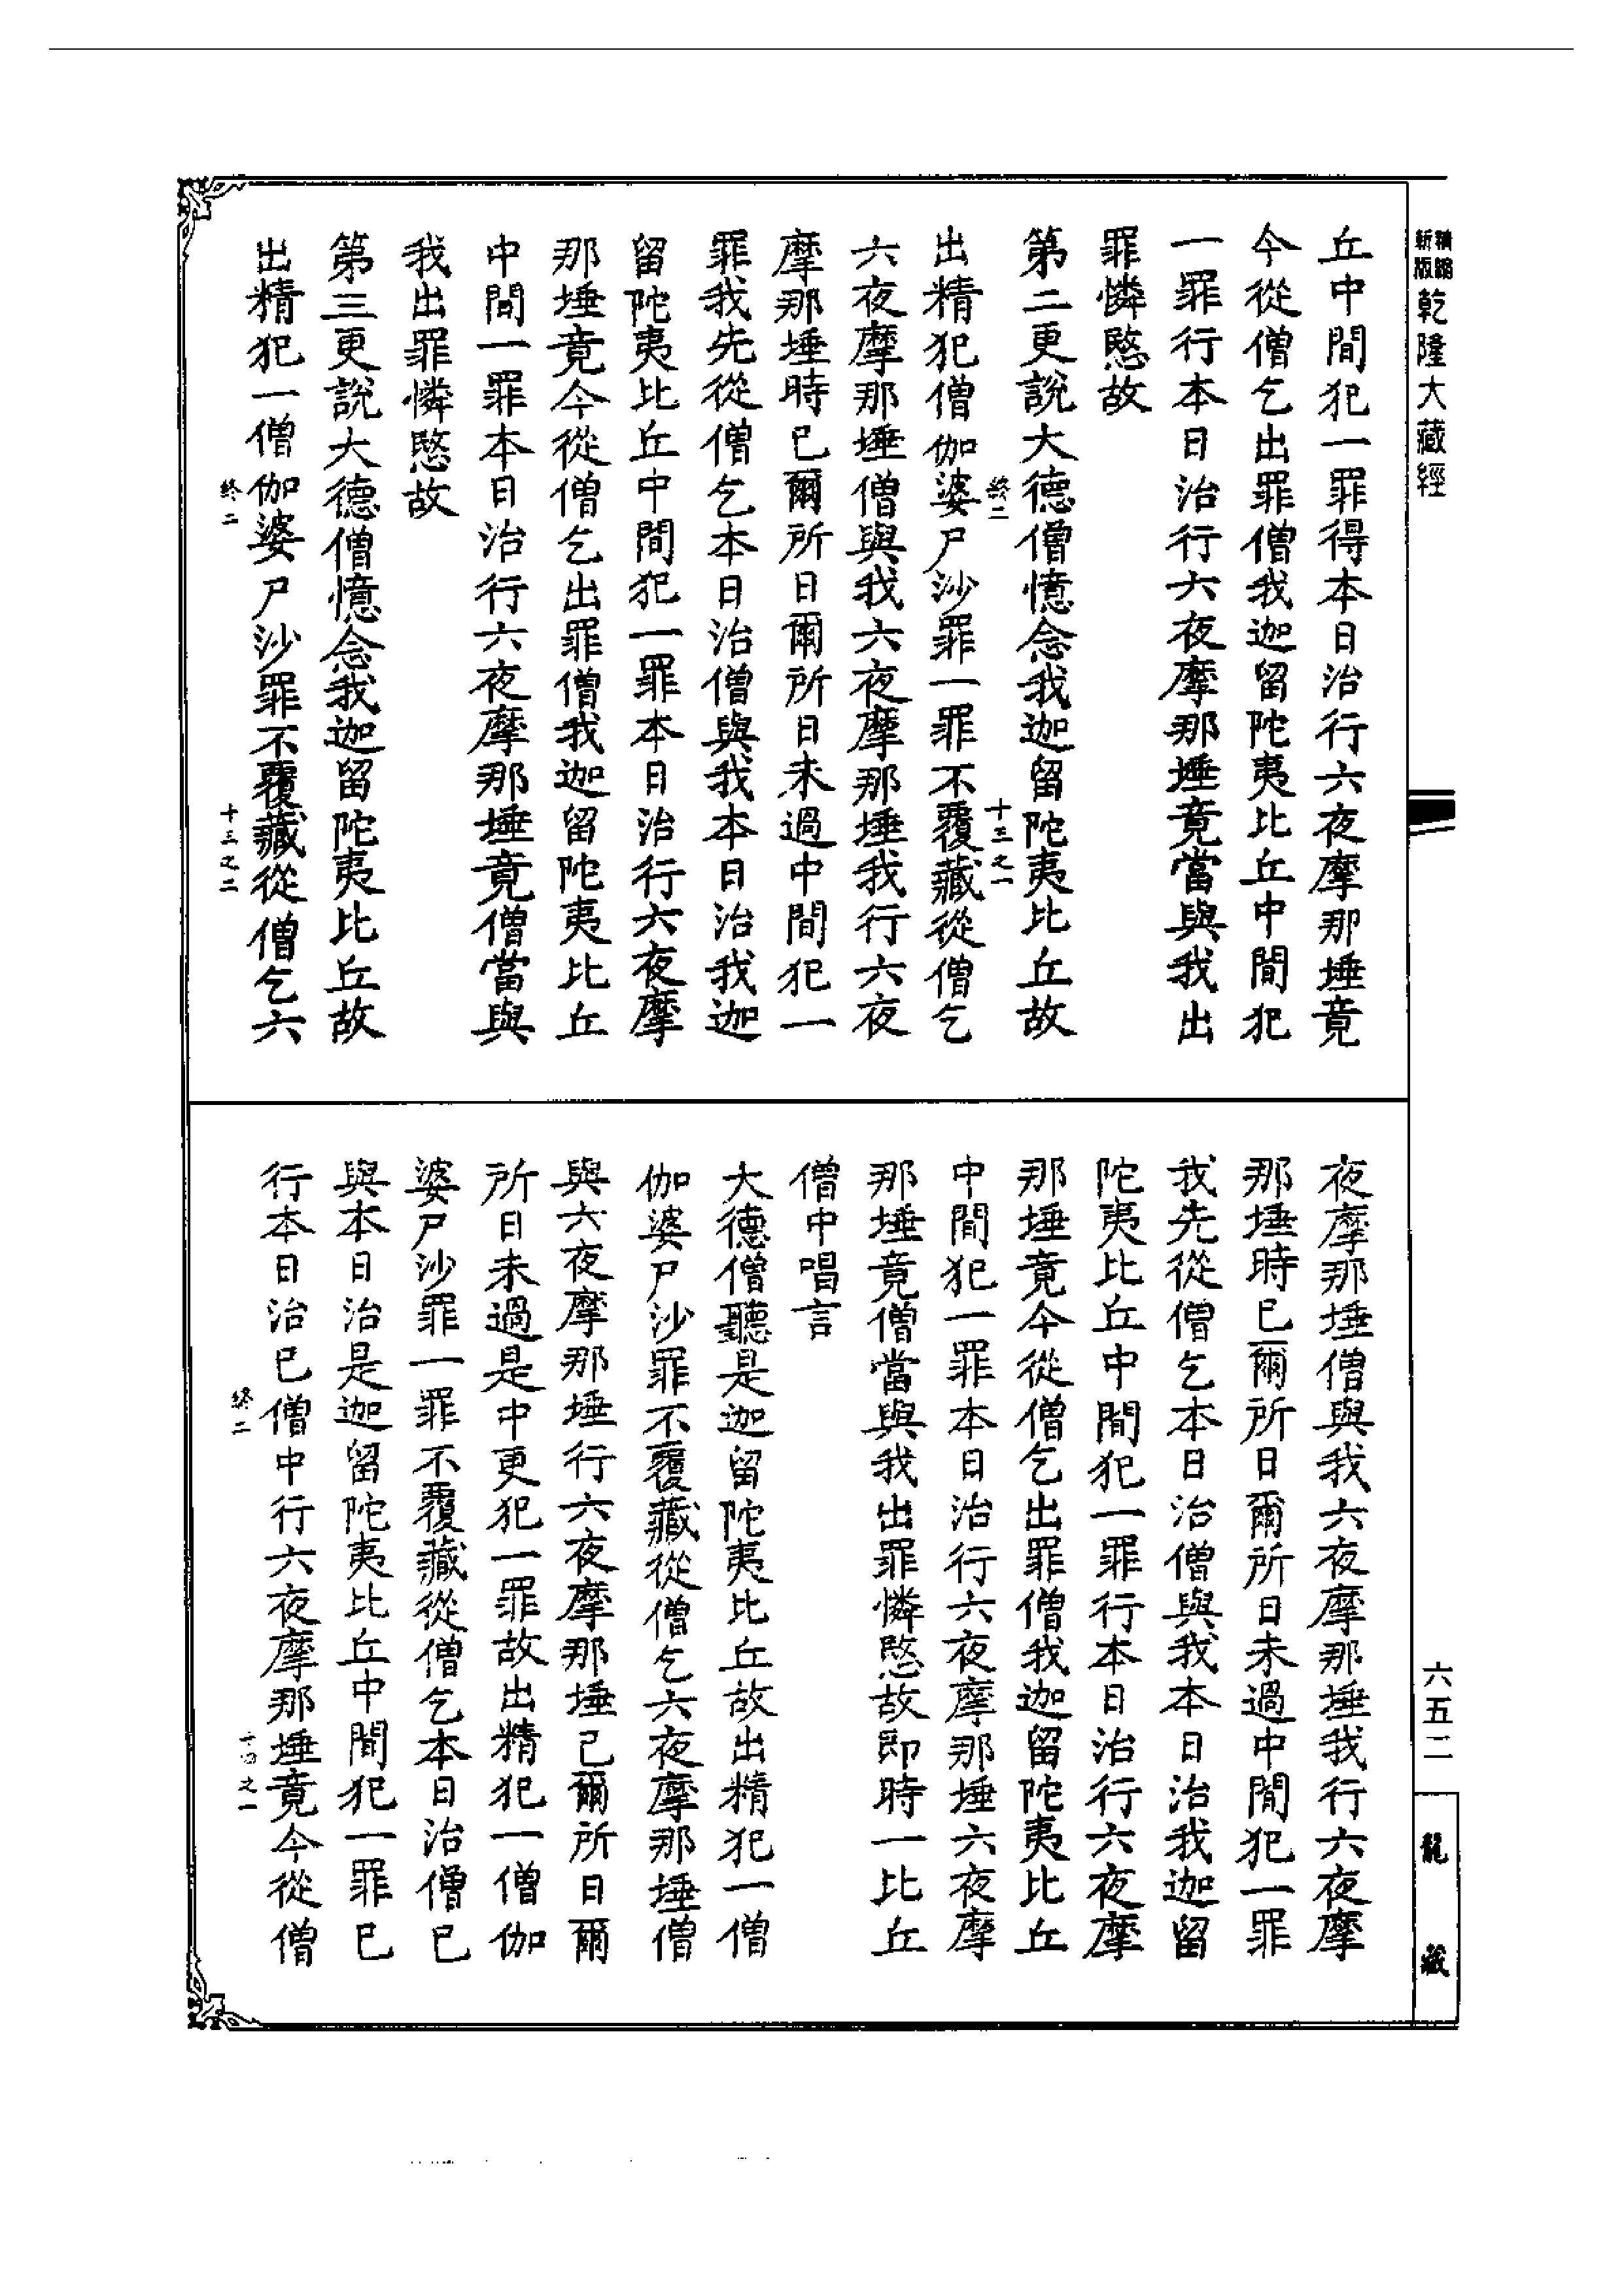 精縮新版乾隆大藏經
丘中間犯一罪得本日治行六夜摩那埵竟
今從僧乞出罪僧我迦留陀夷比丘中間犯
一罪行本日治行六夜摩那埵竟當與我出
罪憐愍故
第二更說大德僧憶念我迦留陀夷比丘故
終二 十三之一
出精犯僧伽婆尸沙罪一罪不覆藏從僧乞
六夜摩那埵僧與我六夜摩那埵我行六夜
摩那埵時已爾所日爾所日未過中間犯一
罪我先從僧乞本日治僧與我本日治我迦
留陀夷比丘中間犯一罪本日治行六夜摩
那埵竟今從僧乞出罪僧我迦留陀夷比丘
中間一罪本日治行六夜摩那埵竟僧當與
我出罪憐愍故
第三更說大德僧憶念我迦留陀夷比丘故
出精犯一僧伽婆尸沙罪不覆藏從僧乞六
終二 十三之二
夜摩那埵僧與我六夜摩那埵我行六夜摩
那埵時已爾所日爾所日未過中間犯一罪
我先從僧乞本日治僧與我本日治我迦留
陀夷比丘中間犯一罪行本日治行六夜摩
那埵竟今從僧乞出罪僧我迦留陀夷比丘
中間犯一罪本日治行六夜摩那埵六夜摩
那埵竟僧當與我出罪憐愍故即時一比丘
僧中唱言
大德僧聽是迦留陀夷比丘故出精犯一僧
伽婆尸沙罪不覆藏從僧乞六夜摩那埵僧
與六夜摩那埵行六夜摩那埵已爾所日爾
所日未過是中更犯一罪故出精犯一僧伽
婆尸沙罪一罪不覆藏從僧乞本日治僧已
與本日治是迦留陀夷比丘中間犯一罪已
行本日治已僧中行六夜摩那埵竟今從僧
終二 十四之一
六五二
龍藏